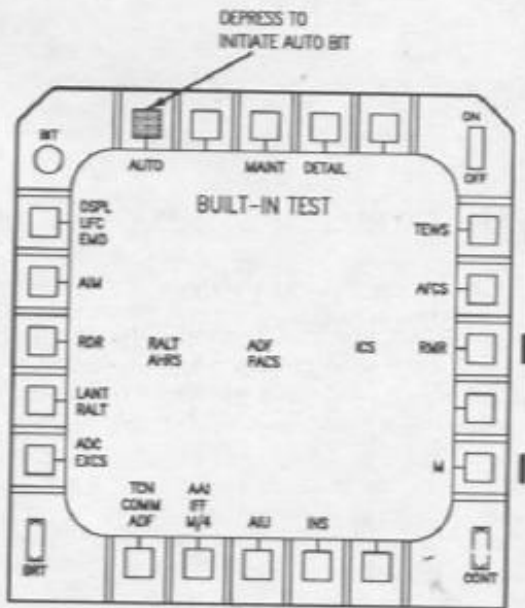 DEPRESS TO
INITIATE AUTO BIT
BIT
ON
OFF
AUTO
MAINT
DETAIL
BUILT-IN TEST
DSPL
UFC
EMD
TEWS
AIM
AFCS
RDR
RALT
AHRS
ADF
PACS
ICS
RMR
LANT
RALT
ADC
EXCS
M
TCN
COMM
ADF
AAI
IFF
M/4
AIU
INS
BRT
CONT